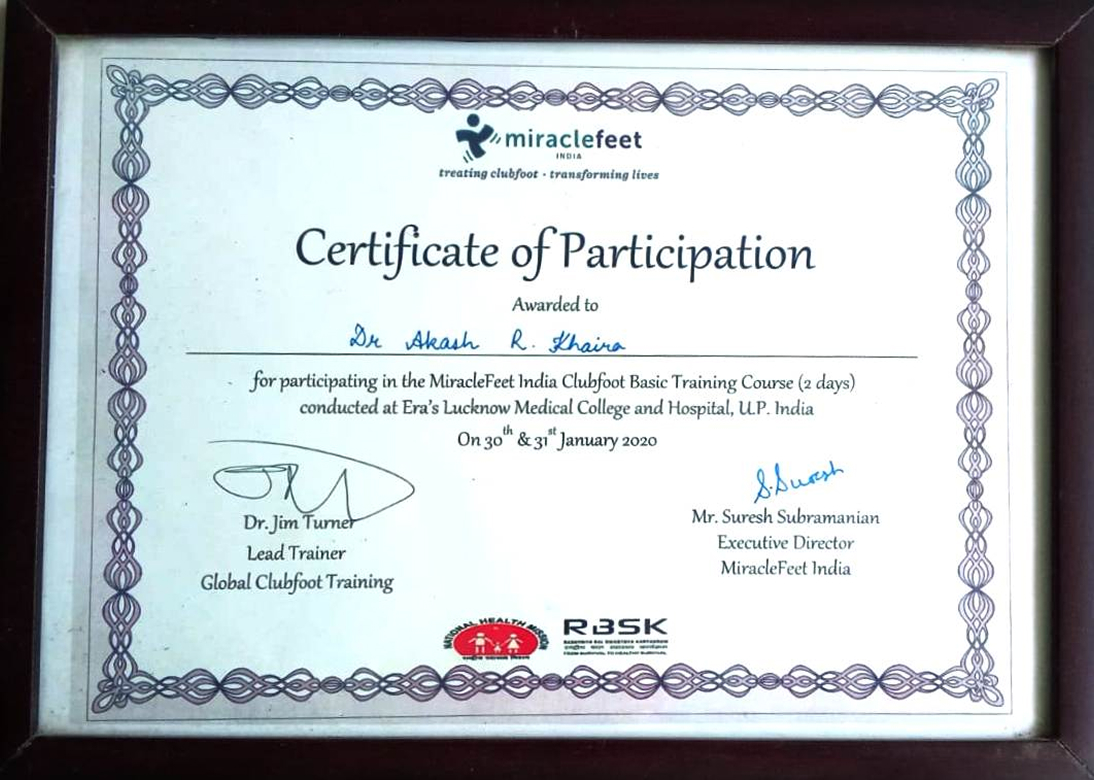 miraclefeet
INDIA
treating clubfoot · transforming lives
Certificate of Participation
Awarded to
Dr Akash R. Khaira
for participating in the MiracleFeet India Clubfoot Basic Training Course (2 days)
conducted at Era's Lucknow Medical College and Hospital, U.P. India
On 30th & 31st January 2020
S. Suresh
Dr. Jim Turner
Lead Trainer
Global Clubfoot Training
Mr. Suresh Subramanian
Executive Director
MiracleFeet India
NATIONAL HEALTH MISSION
RBSK